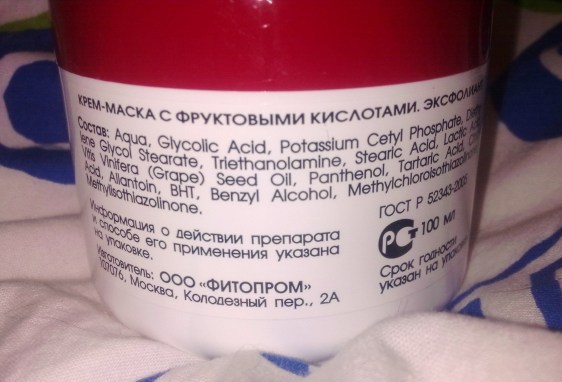 КРЕМ-МАСКА С ФРУКТОВЫМИ КИСЛОТАМИ. ЭКСФОЛИАНТ
Состав: Aqua, Glycolic Acid, Potassium Cetyl Phosphate,
lene Glycol Stearate, Triethanolamine, Stearic Acid, Lactic
Vitis Vinifera (Grape) Seed Oil, Panthenol, Tartaric Acid,
Acid, Allantoin, BHT, Benzyl Alcohol, Methylchloroisothiazolinone,
Methylisothiazolinone.
Информация о действии препарата
и способе его применения указана
на упаковке.
Изготовитель: ООО «ФИТОПРОМ»
107076, Москва, Колодезный пер., 2А
ГОСТ Р 52343-2005
РСТ 100 мл
Срок годности
указан на упаковке